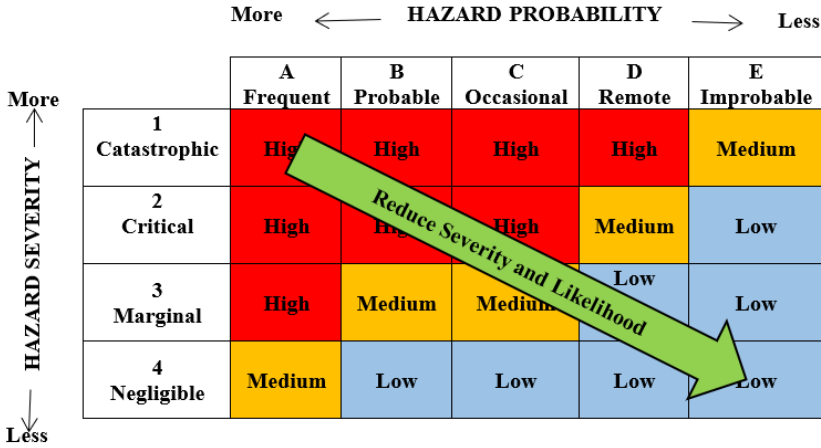 More HAZARD PROBABILITY Less
A B C D E
Frequent Probable Occasional Remote Improbable
More
HAZARD SEVERITY
Less
1
Catastrophic
High High High High Medium
2
Critical
High High High Medium Low
3
Marginal
High Medium Medium Low Low
4
Negligible
Medium Low Low Low Low
Reduce Severity and Likelihood